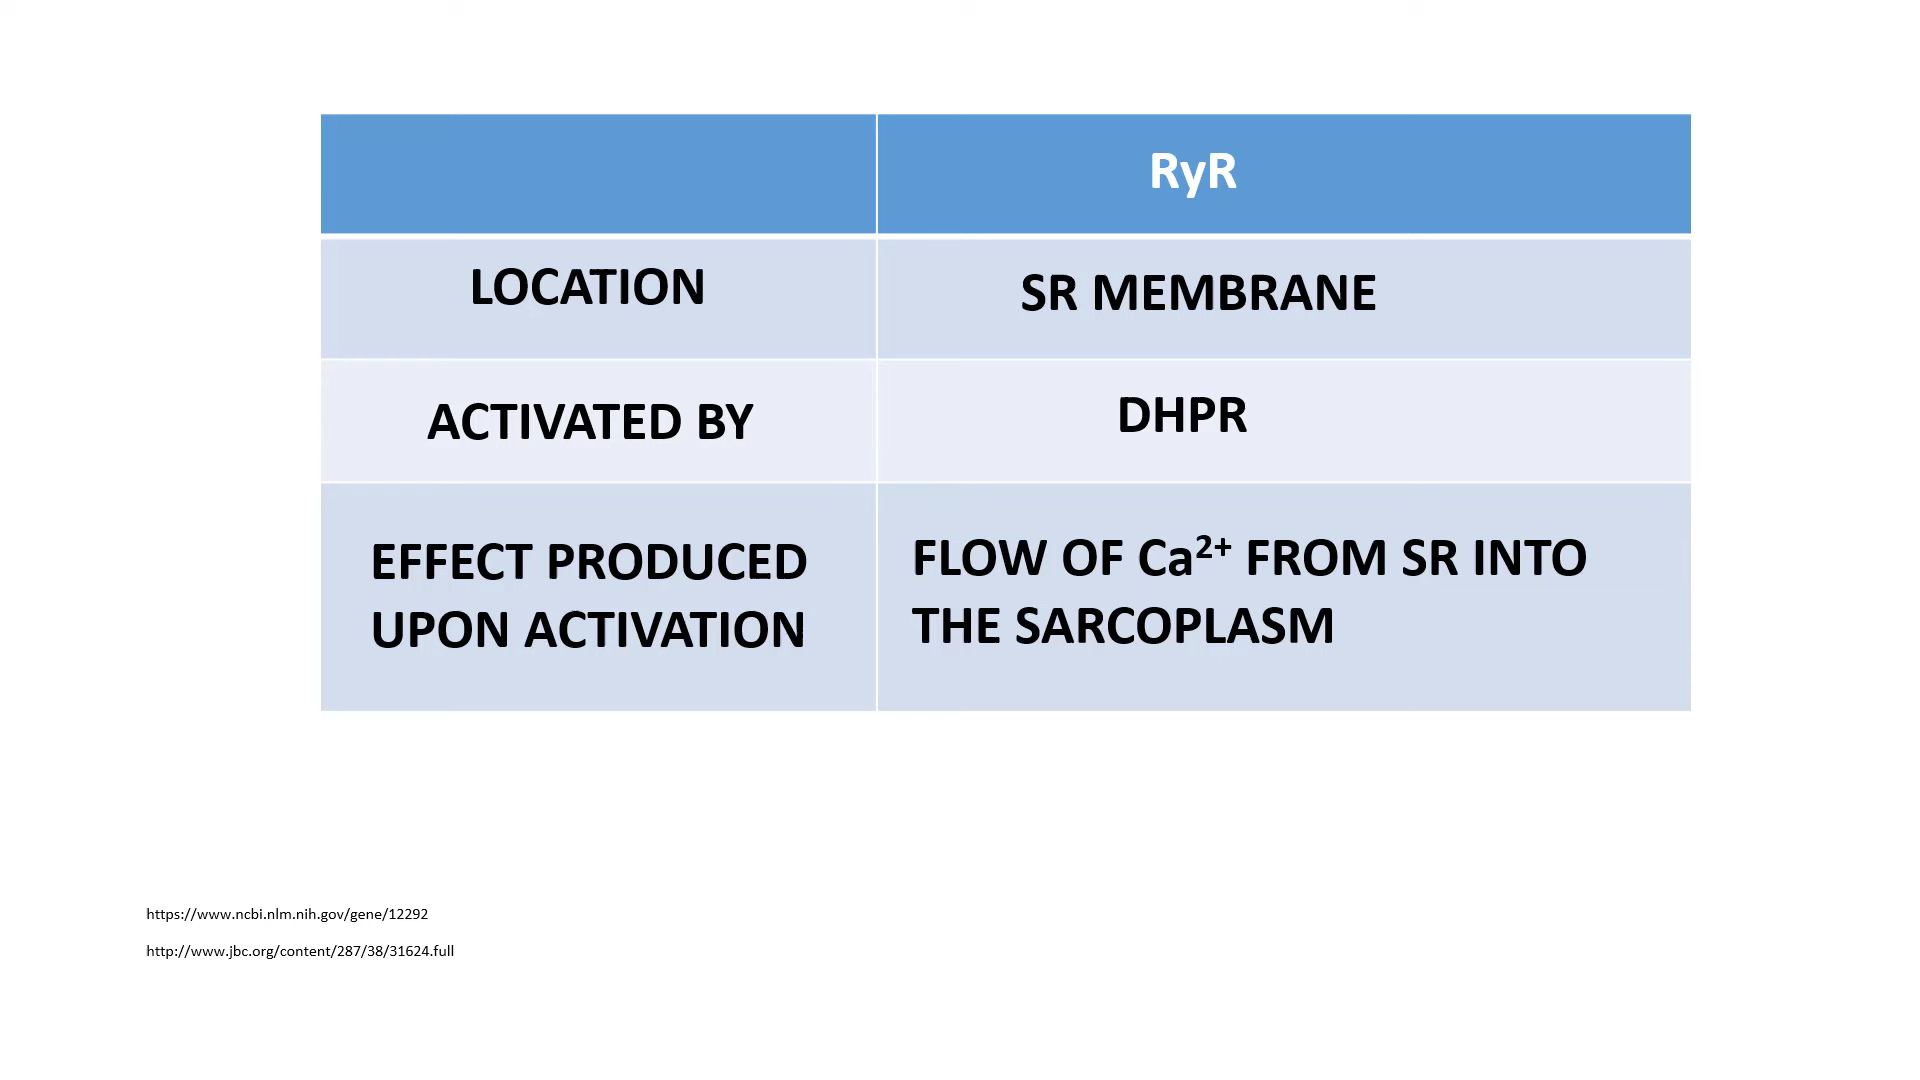 RyR
LOCATION
SR MEMBRANE
ACTIVATED BY
DHPR
EFFECT PRODUCED
UPON ACTIVATION
FLOW OF Ca²⁺ FROM SR INTO
THE SARCOPLASM
https://www.ncbi.nlm.nih.gov/gene/12292
http://www.jbc.org/content/287/38/31624.full